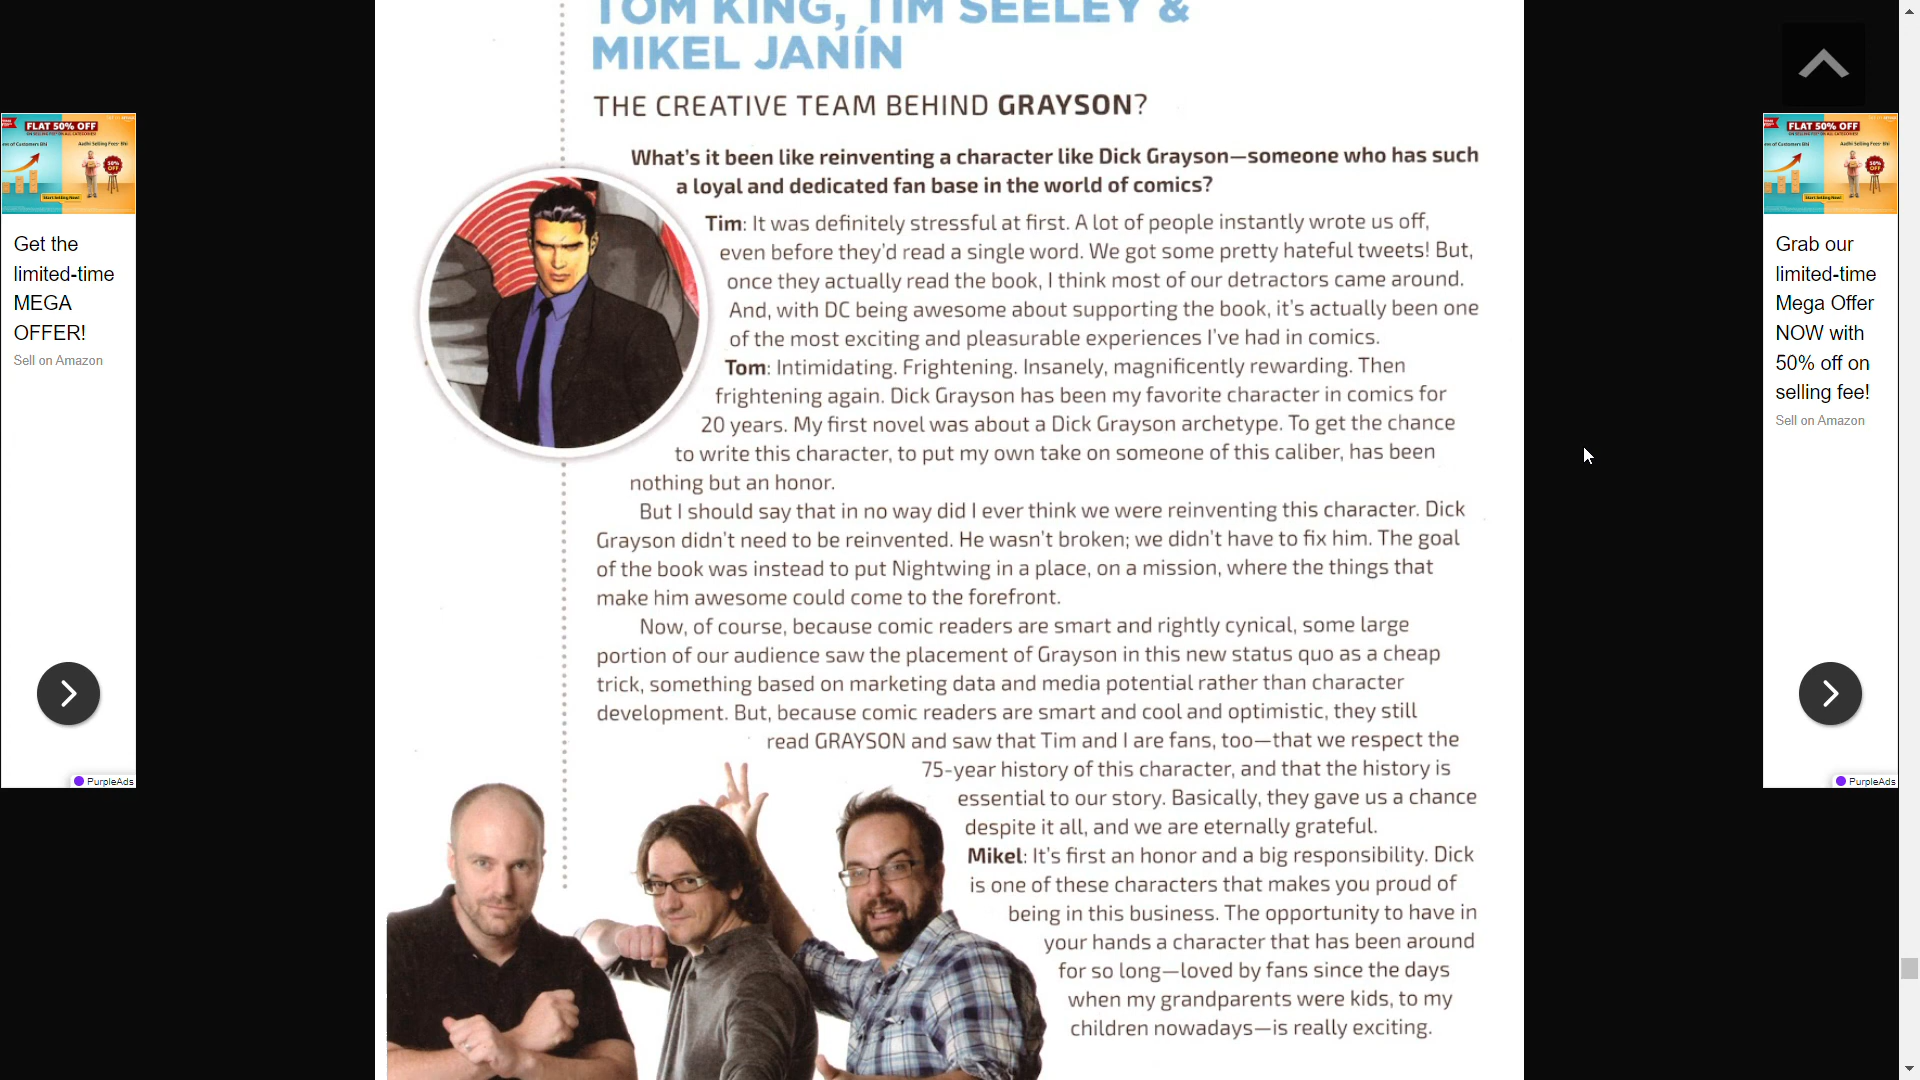 TOM KING, TIM SEELEY &
MIKEL JANÍN
THE CREATIVE TEAM BEHIND GRAYSON?
What's it been like reinventing a character like Dick Grayson—someone who has such
a loyal and dedicated fan base in the world of comics?
Tim: It was definitely stressful at first. A lot of people instantly wrote us off,
even before they'd read a single word. We got some pretty hateful tweets! But,
once they actually read the book, I think most of our detractors came around.
And, with DC being awesome about supporting the book, it's actually been one
of the most exciting and pleasurable experiences I've had in comics.
Tom: Intimidating. Frightening. Insanely, magnificently rewarding. Then
frightening again. Dick Grayson has been my favorite character in comics for
20 years. My first novel was about a Dick Grayson archetype. To get the chance
to write this character, to put my own take on someone of this caliber, has been
nothing but an honor.
But I should say that in no way did I ever think we were reinventing this character. Dick
Grayson didn't need to be reinvented. He wasn't broken; we didn't have to fix him. The goal
of the book was instead to put Nightwing in a place, on a mission, where the things that
make him awesome could come to the forefront.
Now, of course, because comic readers are smart and rightly cynical, some large
portion of our audience saw the placement of Grayson in this new status quo as a cheap
trick, something based on marketing data and media potential rather than character
development. But, because comic readers are smart and cool and optimistic, they still
read GRAYSON and saw that Tim and I are fans, too—that we respect the
75-year history of this character, and that the history is
essential to our story. Basically, they gave us a chance
despite it all, and we are eternally grateful.
Mikel: It's first an honor and a big responsibility. Dick
is one of these characters that makes you proud of
being in this business. The opportunity to have in
your hands a character that has been around
for so long—loved by fans since the days
when my grandparents were kids, to my
children nowadays—is really exciting.
FLAT 50% OFF
50%
OFF
Start Selling Now!
Get the
limited-time
MEGA
OFFER!
Sell on Amazon
PurpleAds
FLAT 50% OFF
50%
OFF
Start Selling Now!
Grab our
limited-time
Mega Offer
NOW with
50% off on
selling fee!
Sell on Amazon
PurpleAds